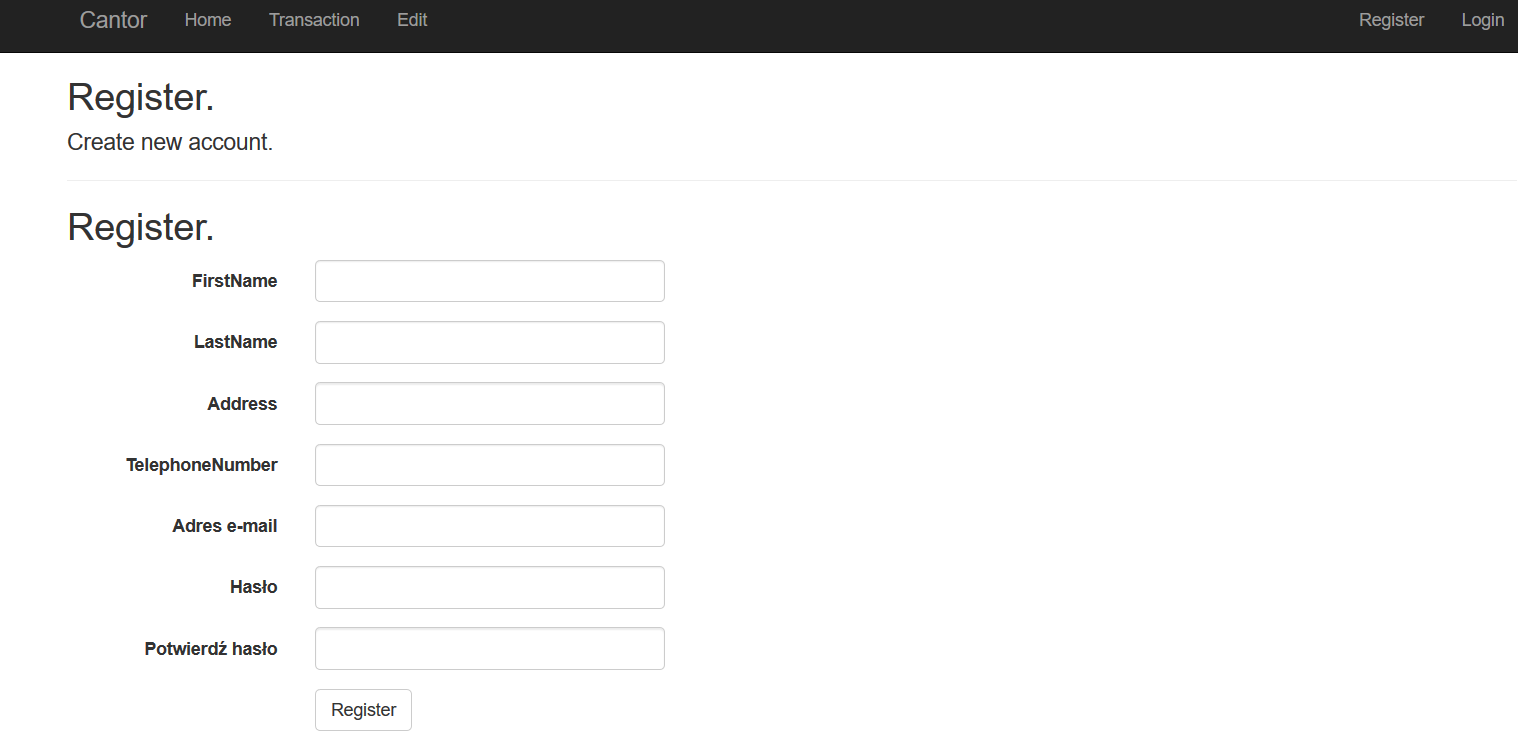 Cantor Home Transaction Edit Register Login
Register.
Create new account.
Register.
FirstName
LastName
Address
TelephoneNumber
Adres e-mail
Hasło
Potwierdź hasło
Register